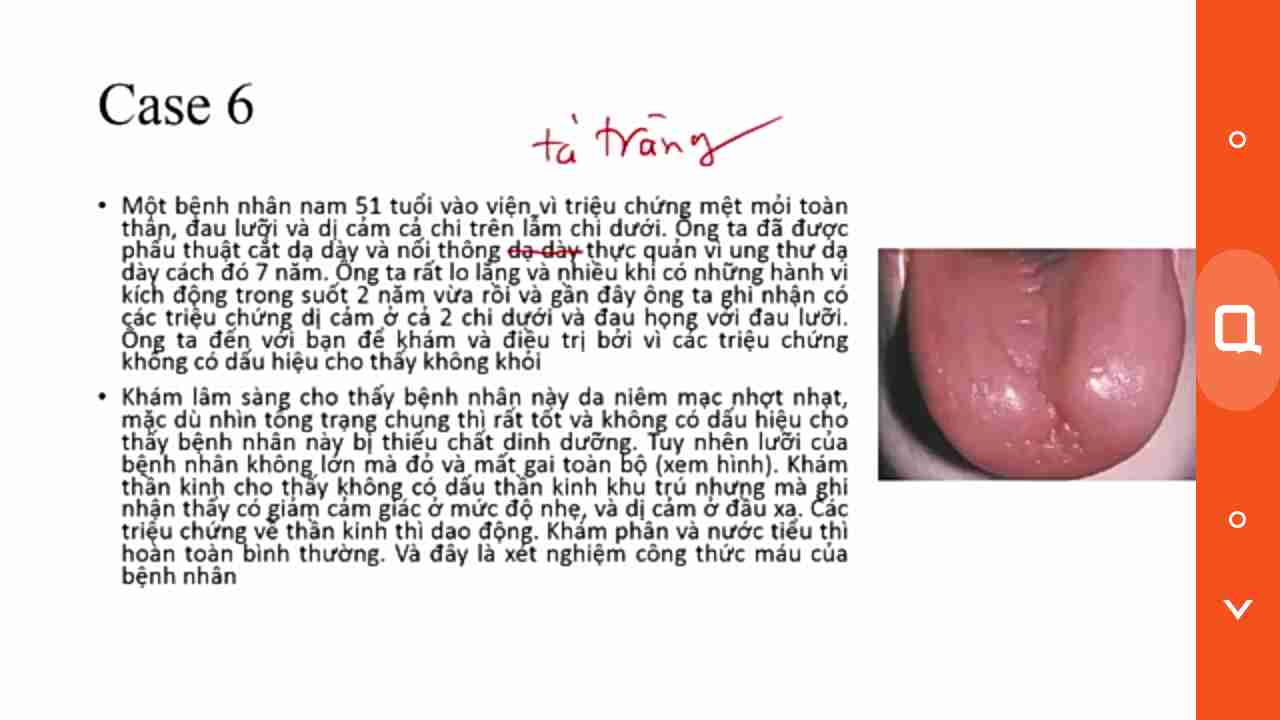 Case 6
tá tràng
• Một bệnh nhân nam 51 tuổi vào viện vì triệu chứng mệt mỏi toàn
thân, đau lưỡi và dị cảm cả chi trên lẫm chi dưới. Ông ta đã được
phẫu thuật cắt dạ dày và nối thông dạ dày thực quản vì ung thư dạ
dày cách đó 7 năm. Ông ta rất lo lắng và nhiều khi có những hành vi
kích động trong suốt 2 năm vừa rồi và gần đây ông ta ghi nhận có
các triệu chứng dị cảm ở cả 2 chi dưới và đau họng với đau lưỡi.
Ông ta đến với bạn để khám và điều trị bởi vì các triệu chứng
không có dấu hiệu cho thấy không khỏi
• Khám lâm sàng cho thấy bệnh nhân này da niêm mạc nhợt nhạt,
mặc dù nhìn tổng trạng chung thì rất tốt và không có dấu hiệu cho
thấy bệnh nhân này bị thiếu chất dinh dưỡng. Tuy nhên lưỡi của
bệnh nhân không lớn mà đỏ và mất gai toàn bộ (xem hình). Khám
thần kinh cho thấy không có dấu thần kinh khu trú nhưng mà ghi
nhận thấy có giảm cảm giác ở mức độ nhẹ, và dị cảm ở đầu xa. Các
triệu chứng về thần kinh thì dao động. Khám phân và nước tiểu thì
hoàn toàn bình thường. Và đây là xét nghiệm công thức máu của
bệnh nhân